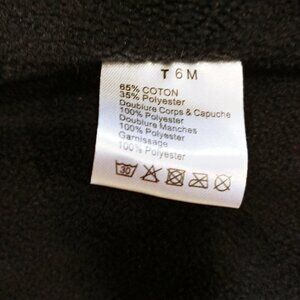 T 6 M
65% COTON
35% Polyester
Doublure Corps & Capuche
100% Polyester
Doublure Manches
100% Polyester
Garnissage
100% Polyester
30